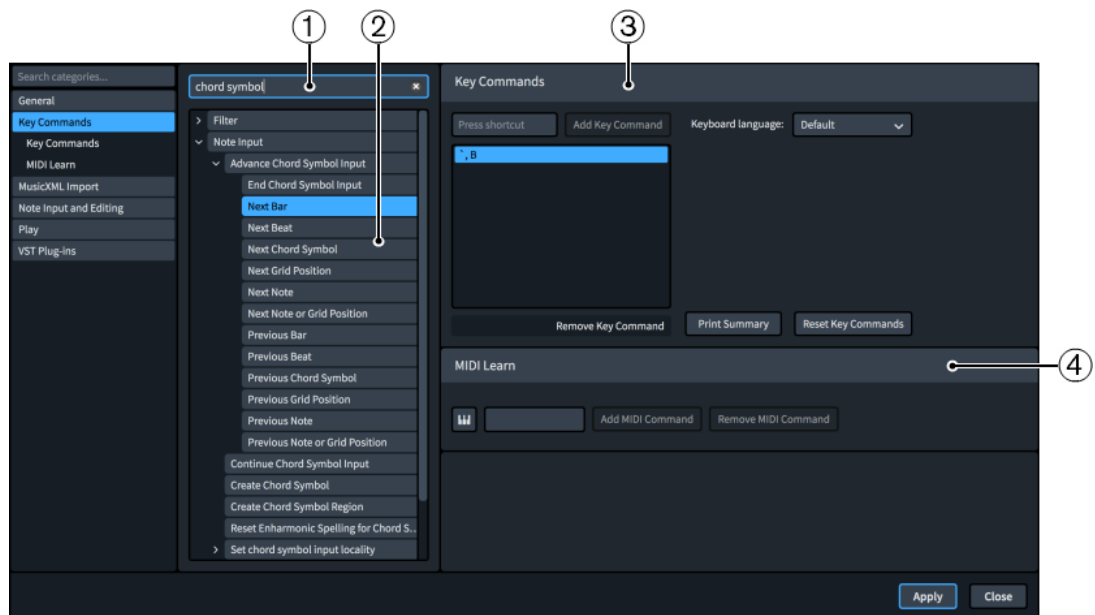 1
2
3
4
Search categories...
General
Key Commands
Key Commands
MIDI Learn
MusicXML Import
Note Input and Editing
Play
VST Plug-ins
chord symbol
Filter
Note Input
Advance Chord Symbol Input
End Chord Symbol Input
Next Bar
Next Beat
Next Chord Symbol
Next Grid Position
Next Note
Next Note or Grid Position
Previous Bar
Previous Beat
Previous Chord Symbol
Previous Grid Position
Previous Note
Previous Note or Grid Position
Continue Chord Symbol Input
Create Chord Symbol
Create Chord Symbol Region
Reset Enharmonic Spelling for Chord S..
Set chord symbol input locality
Key Commands
Press shortcut Add Key Command Keyboard language: Default
`, B
Remove Key Command Print Summary Reset Key Commands
MIDI Learn
Add MIDI Command Remove MIDI Command
Apply Close